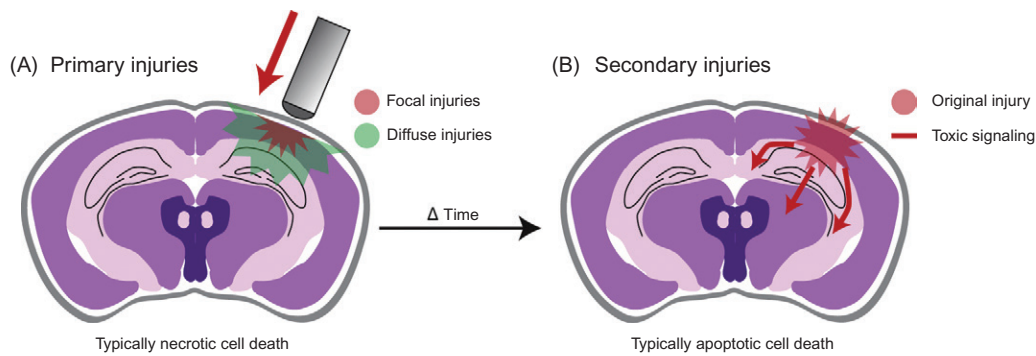 (A) Primary injuries
Focal injuries
Diffuse injuries
Typically necrotic cell death
Δ Time
(B) Secondary injuries
Original injury
Toxic signaling
Typically apoptotic cell death